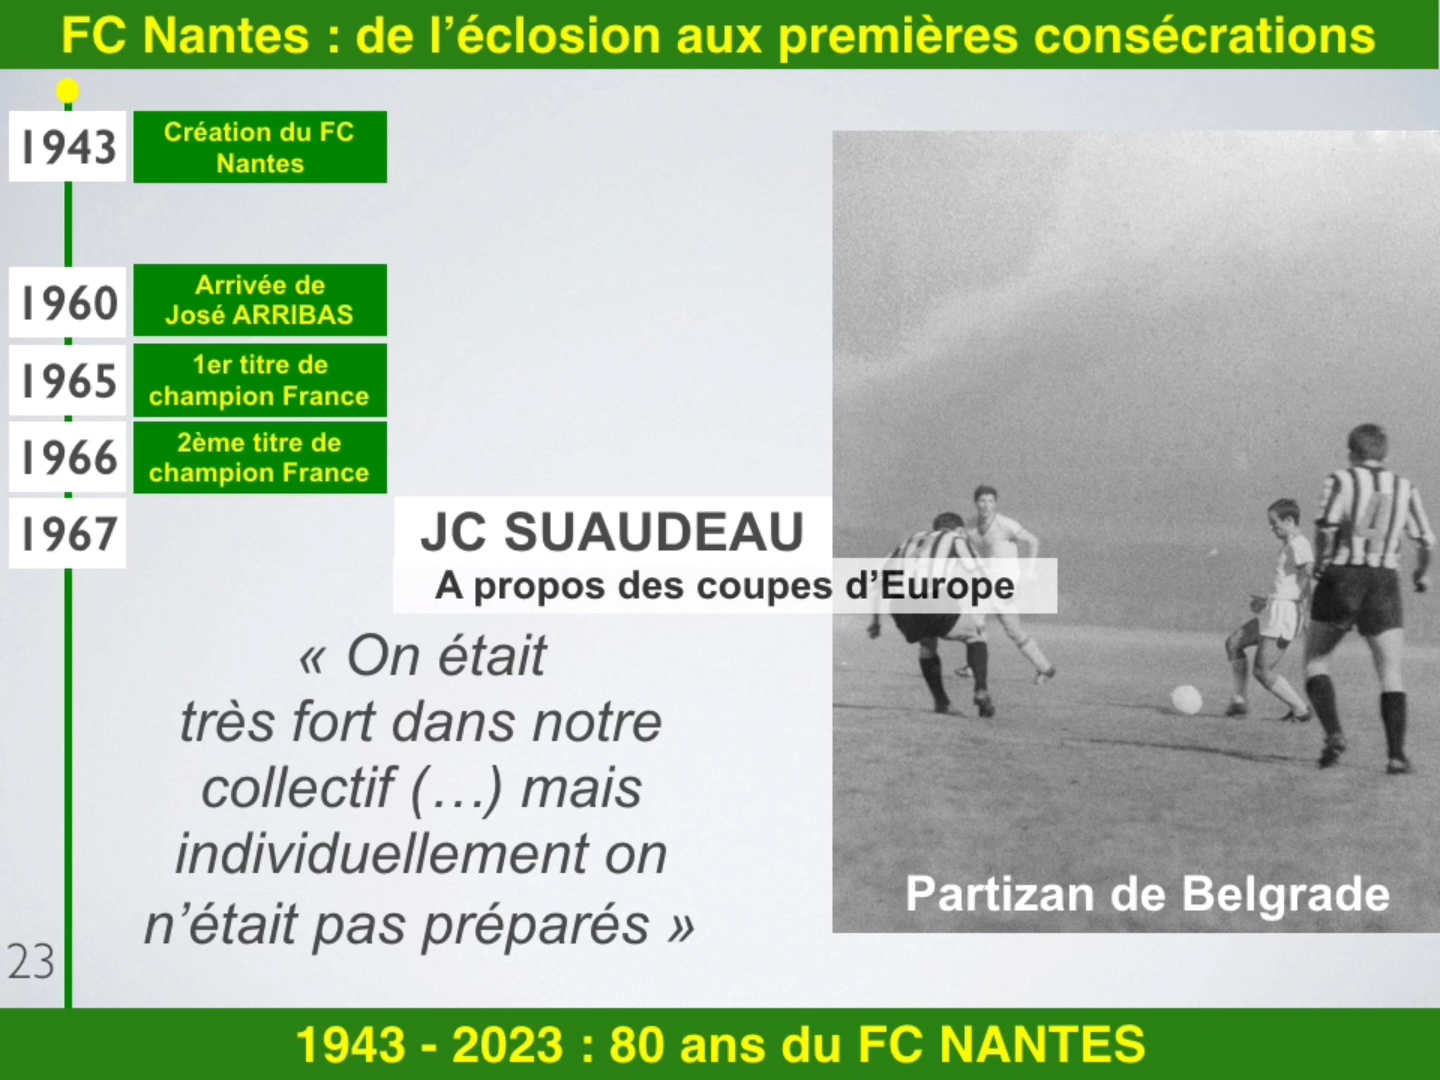 FC Nantes : de l’éclosion aux premières consécrations
1943
Création du FC
Nantes
1960
Arrivée de
José ARRIBAS
1965
1er titre de
champion France
1966
2ème titre de
champion France
1967
JC SUAUDEAU
A propos des coupes d’Europe
« On était
très fort dans notre
collectif (…) mais
individuellement on
n’était pas préparés »
Partizan de Belgrade
23
1943 - 2023 : 80 ans du FC NANTES